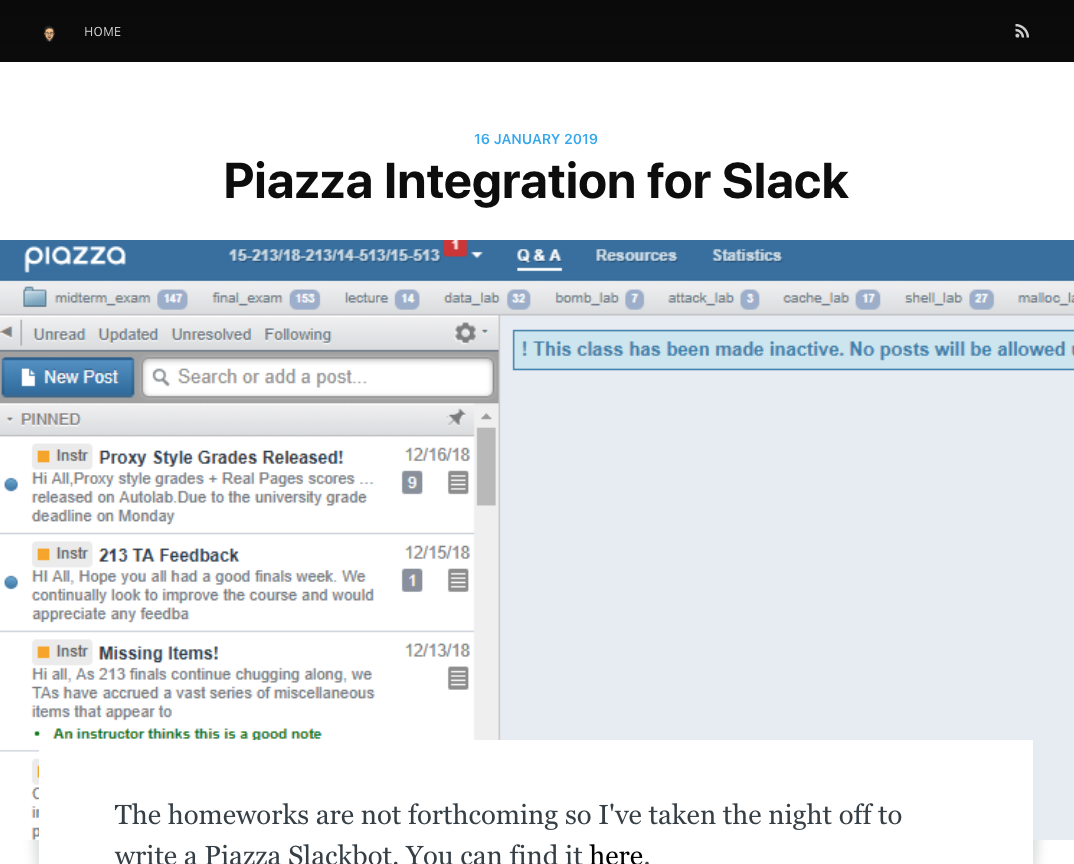 HOME
16 JANUARY 2019
Piazza Integration for Slack
piazza
15-213/18-213/14-513/15-513 1
Q & A Resources Statistics
midterm_exam 147 final_exam 153 lecture 14 data_lab 32 bomb_lab 7 attack_lab 3 cache_lab 17 shell_lab 27
Unread Updated Unresolved Following
! This class has been made inactive. No posts will be allowed
New Post Search or add a post...
PINNED
Instr Proxy Style Grades Released! 12/16/18
Hi All,Proxy style grades + Real Pages scores ... 9
released on Autolab.Due to the university grade
deadline on Monday
Instr 213 TA Feedback 12/15/18
HI All, Hope you all had a good finals week. We 1
continually look to improve the course and would
appreciate any feedba
Instr Missing Items! 12/13/18
Hi all, As 213 finals continue chugging along, we
TAs have accrued a vast series of miscellaneous
items that appear to
• An instructor thinks this is a good note
The homeworks are not forthcoming so I've taken the night off to
write a Piazza Slackbot. You can find it here.